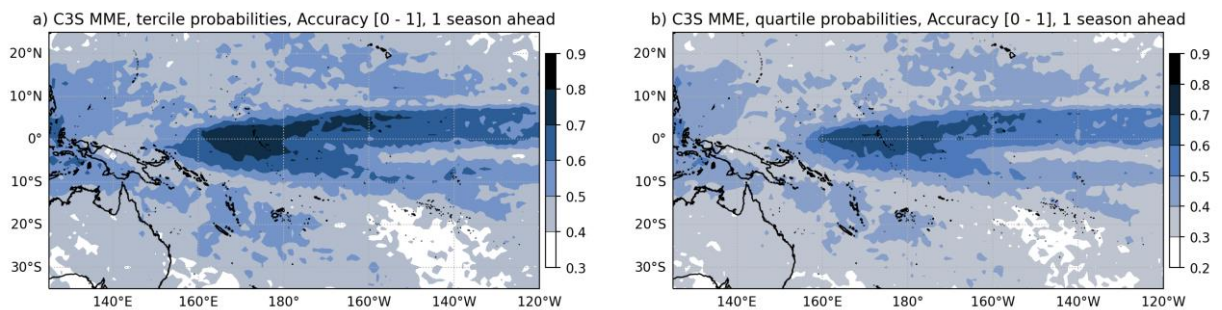 a) C3S MME, tercile probabilities, Accuracy [0 - 1], 1 season ahead
20°N
10°N
0°
10°S
20°S
30°S
140°E
160°E
180°
160°W
140°W
120°W
0.9
0.8
0.7
0.6
0.5
0.4
0.3
b) C3S MME, quartile probabilities, Accuracy [0 - 1], 1 season ahead
20°N
10°N
0°
10°S
20°S
30°S
140°E
160°E
180°
160°W
140°W
120°W
0.9
0.8
0.7
0.6
0.5
0.4
0.3
0.2